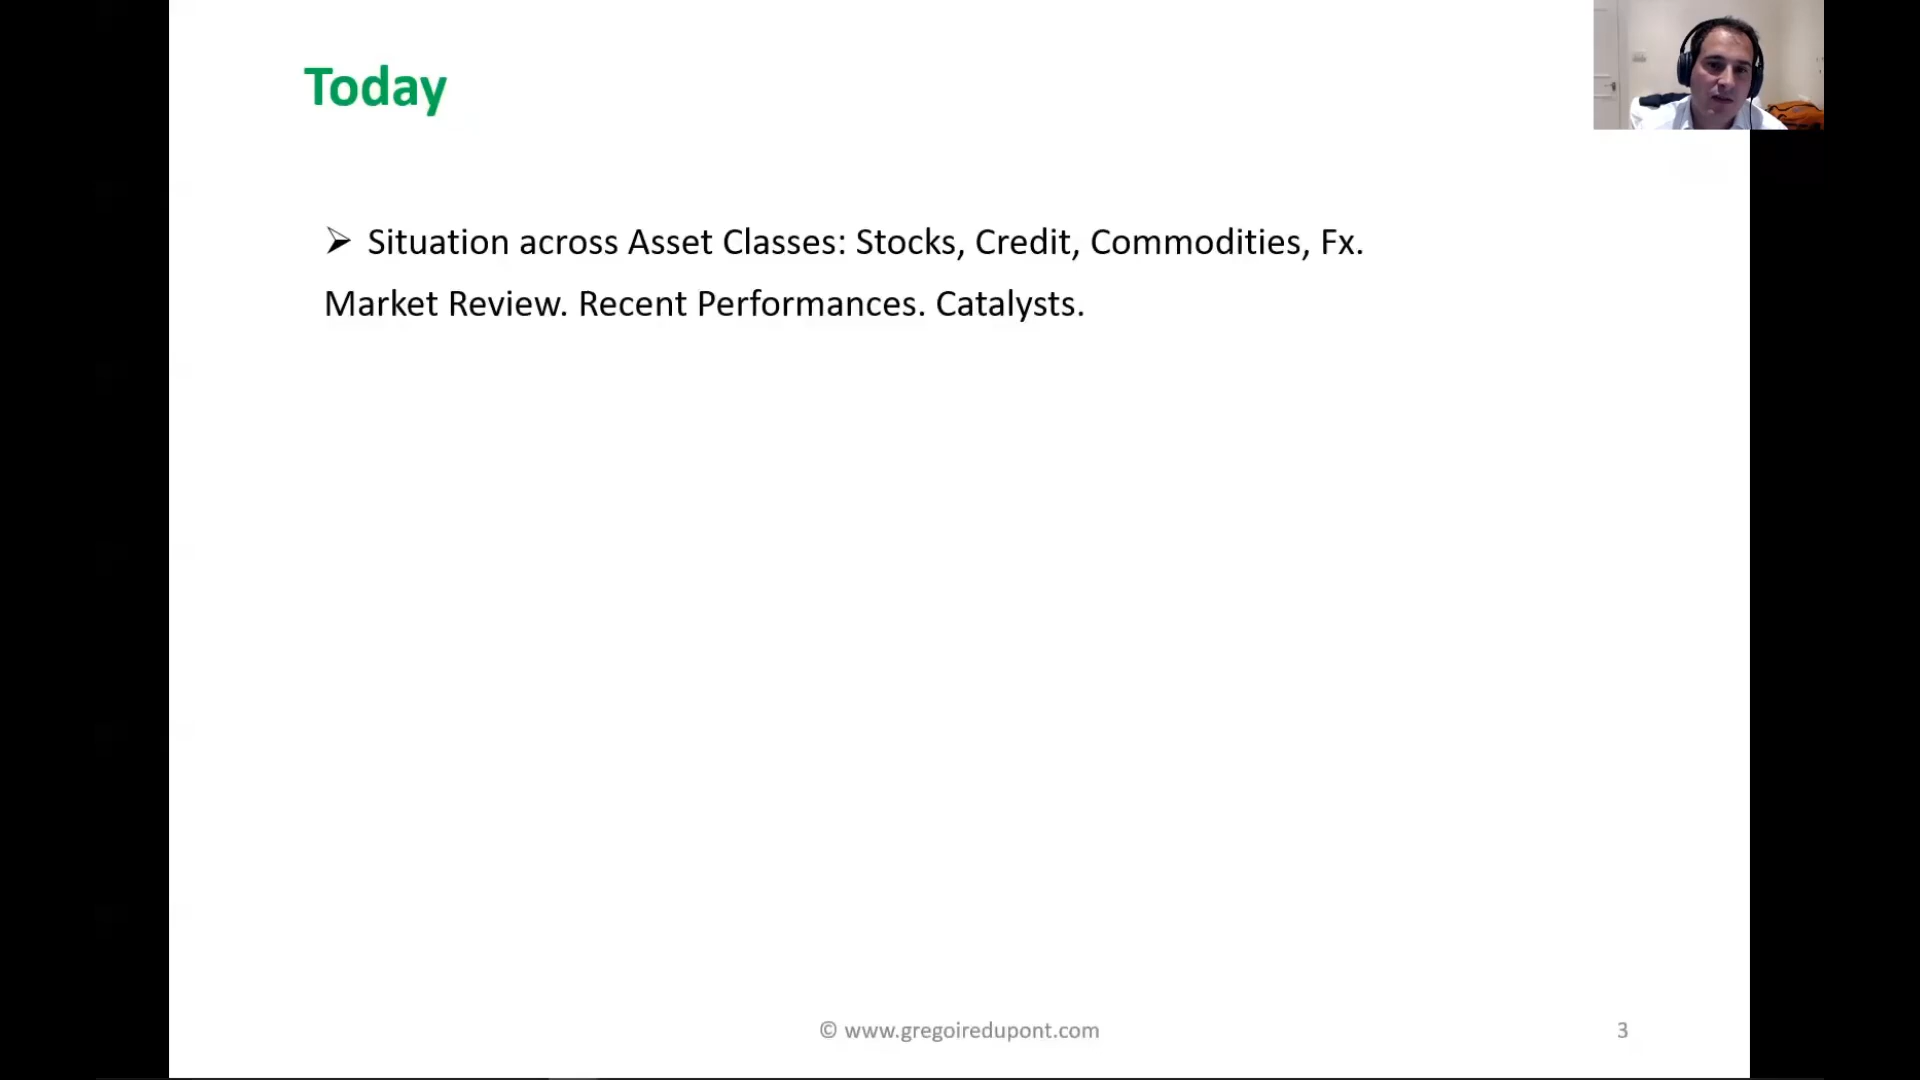 Today
➢ Situation across Asset Classes: Stocks, Credit, Commodities, Fx.
Market Review. Recent Performances. Catalysts.
© www.gregoiredupont.com
3